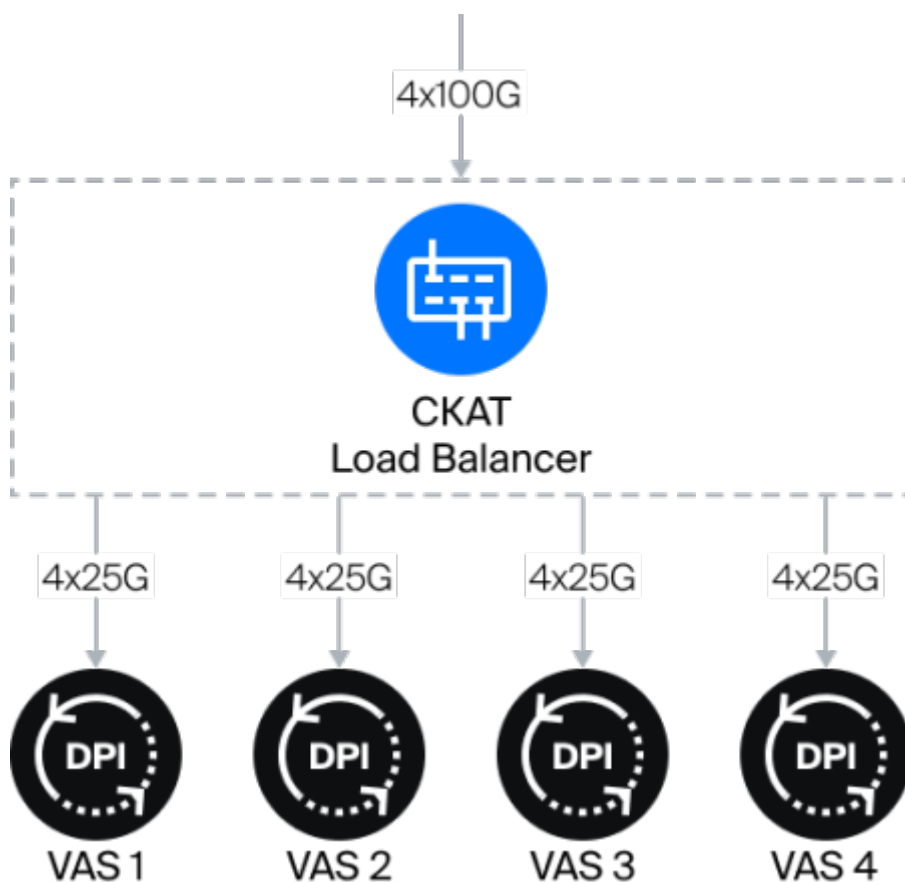 4x100G
CKAT
Load Balancer
4x25G 4x25G 4x25G 4x25G
DPI DPI DPI DPI
VAS 1 VAS 2 VAS 3 VAS 4